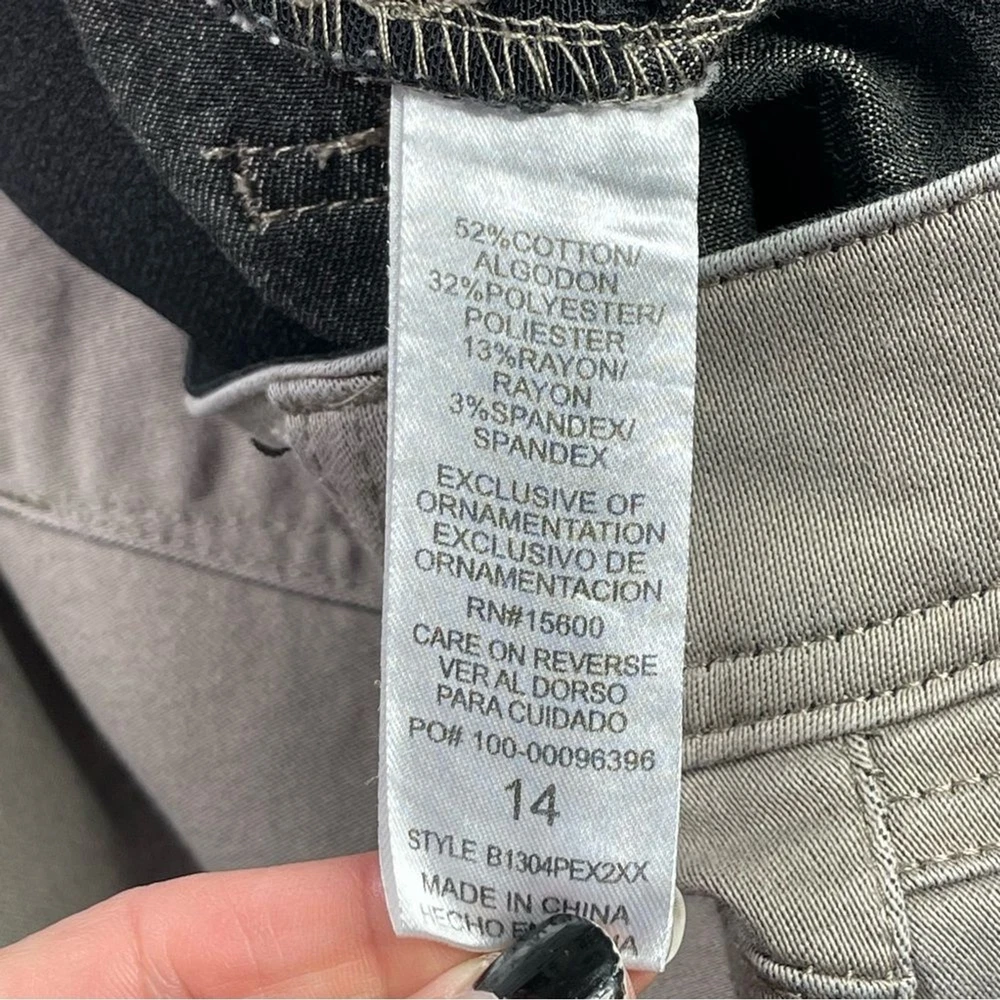 52%COTTON/
ALGODON
32%POLYESTER/
POLIESTER
13%RAYON/
RAYON
3%SPANDEX/
SPANDEX
EXCLUSIVE OF
ORNAMENTATION
EXCLUSIVO DE
ORNAMENTACION
RN#15600
CARE ON REVERSE
VER AL DORSO
PARA CUIDADO
PO# 100-00096396
14
STYLE B1304PEX2XX
MADE IN CHINA
HECHO